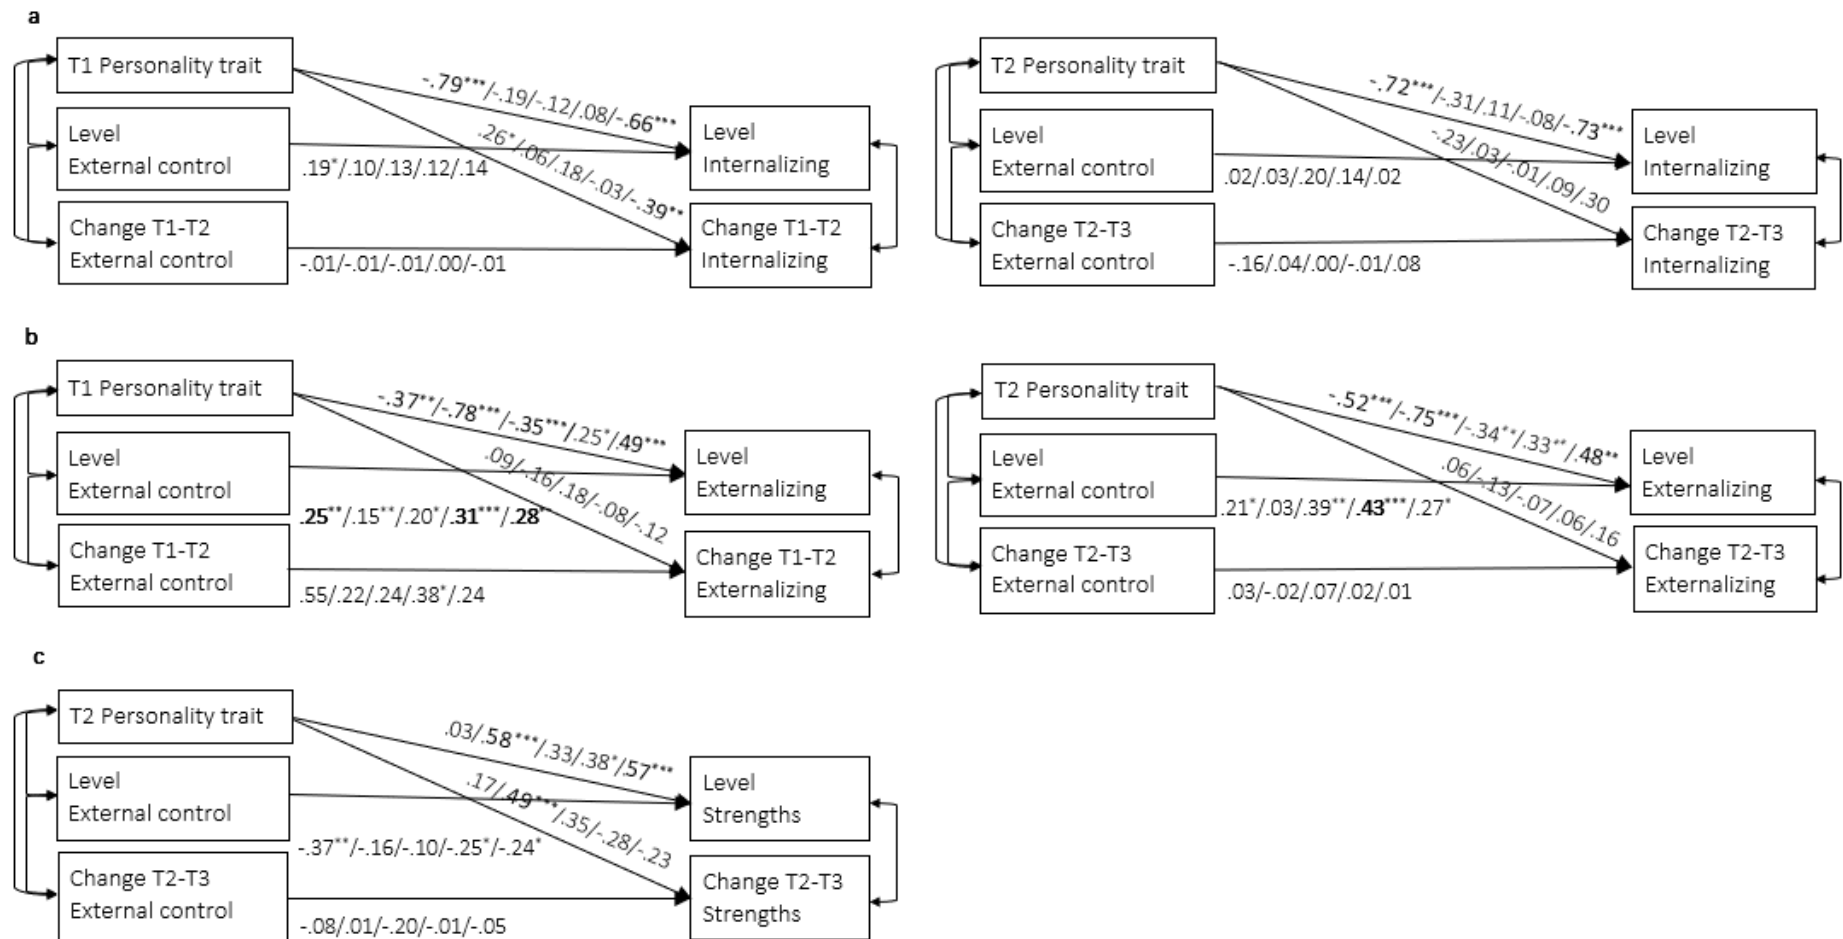 a
T1 Personality trait
Level
External control
Change T1-T2
External control
-.79***/-.19/-.12/.08/-.66***
.26*/.06/.18/-.03/-.39**
.19*/.10/.13/.12/.14
-.01/-.01/-.01/.00/-.01
Level
Internalizing
Change T1-T2
Internalizing
T2 Personality trait
Level
External control
Change T2-T3
External control
-.72***/-.31/.11/-.08/-.73***
-.23/.03/-.01/.09/.30
.02/.03/.20/.14/.02
-.16/.04/.00/-.01/.08
Level
Internalizing
Change T2-T3
Internalizing
b
T1 Personality trait
Level
External control
Change T1-T2
External control
-.37**/-.78***/-.35***/.25*/.49***
.09/-.16/.18/-.08/-.12
.25**/.15**/.20*/.31***/.28*
.55/.22/.24/.38*/.24
Level
Externalizing
Change T1-T2
Externalizing
T2 Personality trait
Level
External control
Change T2-T3
External control
-.52***/-.75***/-.34**/.33**/.48**
.06/-.13/-.07/.06/.16
.21*/.03/.39**/.43***/.27*
.03/-.02/.07/.02/.01
Level
Externalizing
Change T2-T3
Externalizing
c
T2 Personality trait
Level
External control
Change T2-T3
External control
.03/.58***/.33/.38*/.57***
.17/.49***/.35/-.28/-.23
-.37**/-.16/-.10/-.25*/-.24*
-.08/.01/-.20/-.01/-.05
Level
Strengths
Change T2-T3
Strengths